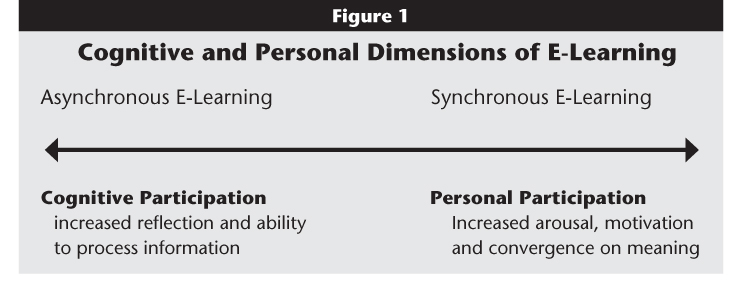 Figure 1
Cognitive and Personal Dimensions of E-Learning
Asynchronous E-Learning
Synchronous E-Learning
Cognitive Participation
increased reflection and ability
to process information
Personal Participation
Increased arousal, motivation
and convergence on meaning